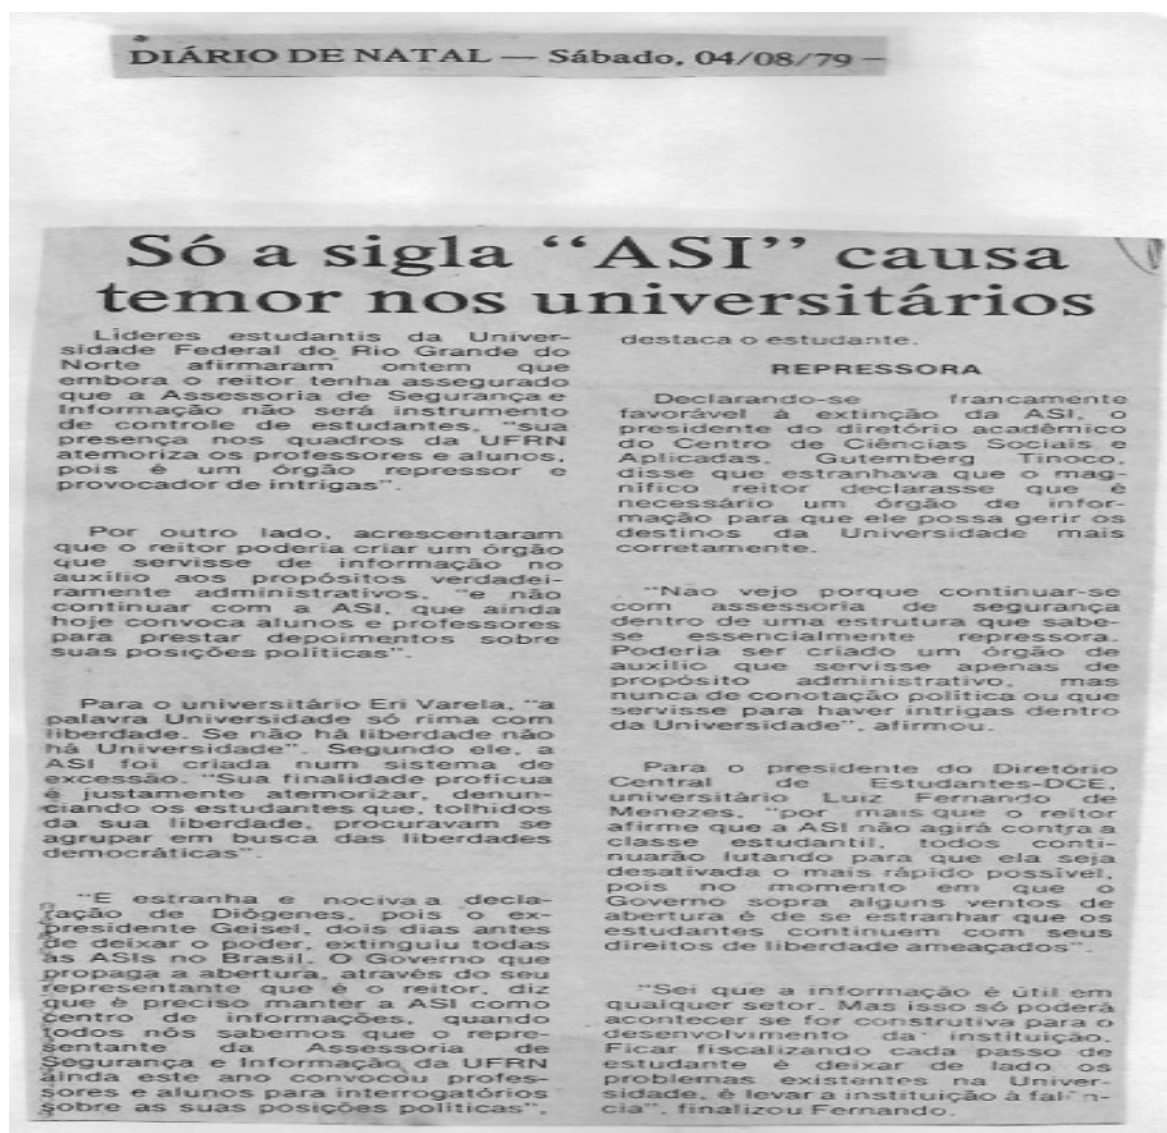 DIÁRIO DE NATAL — Sábado, 04/08/79 —
Só a sigla “ASI” causa
temor nos universitários
Líderes estudantis da Univer-
sidade Federal do Rio Grande do
Norte afirmaram ontem que
embora o reitor tenha assegurado
que a Assessoria de Segurança e
Informação não será instrumento
de controle de estudantes, “sua
presença nos quadros da UFRN
atemoriza os professores e alunos,
pois é um órgão repressor e
provocador de intrigas”.
Por outro lado, acrescentaram
que o reitor poderia criar um órgão
que servisse de informação no
auxílio aos propósitos verdadei-
ramente administrativos, “e não
continuar com a ASI, que ainda
hoje convoca alunos e professores
para prestar depoimentos sobre
suas posições políticas”.
Para o universitário Eri Varela, “a
palavra Universidade só rima com
liberdade. Se não há liberdade não
há Universidade”. Segundo ele, a
ASI foi criada num sistema de
excessão. “Sua finalidade profícua
é justamente atemorizar, denun-
ciando os estudantes que, tolhidos
da sua liberdade, procuravam se
agrupar em busca das liberdades
democráticas”.
“É estranha e nociva a decla-
ração de Diógenes, pois o ex-
presidente Geisel, dois dias antes
de deixar o poder, extinguiu todas
as ASIs no Brasil. O Governo que
propaga a abertura, através do seu
representante que é o reitor, diz
que é preciso manter a ASI como
centro de informações, quando
todos nós sabemos que o repre-
sentante da Assessoria de
Segurança e Informação da UFRN
ainda este ano convocou profes-
sores e alunos para interrogatórios
sobre as suas posições políticas”,
destaca o estudante.
REPRESSORA
Declarando-se francamente
favorável à extinção da ASI, o
presidente do diretório acadêmico
do Centro de Ciências Sociais e
Aplicadas, Gutemberg Tinoco,
disse que estranhava que o mag-
nífico reitor declarasse que é
necessário um órgão de infor-
mação para que ele possa gerir os
destinos da Universidade mais
corretamente.
“Não vejo porque continuar-se
com assessoria de segurança
dentro de uma estrutura que sabe-
se essencialmente repressora.
Poderia ser criado um órgão de
auxílio que servisse apenas de
propósito administrativo, mas
nunca de conotação política ou que
servisse para haver intrigas dentro
da Universidade”, afirmou.
Para o presidente do Diretório
Central de Estudantes-DCE,
universitário Luiz Fernando de
Menezes, “por mais que o reitor
afirme que a ASI não agirá contra a
classe estudantil, todos conti-
nuarão lutando para que ela seja
desativada o mais rápido possível,
pois no momento em que o
Governo sopra alguns ventos de
abertura é de se estranhar que os
estudantes continuem com seus
direitos de liberdade ameaçados”.
“Sei que a informação é útil em
qualquer setor. Mas isso só poderá
acontecer se for construtiva para o
desenvolvimento da instituição.
Ficar fiscalizando cada passo de
estudante é deixar de lado os
problemas existentes na Univer-
sidade, é levar a instituição à falên-
cia”, finalizou Fernando.